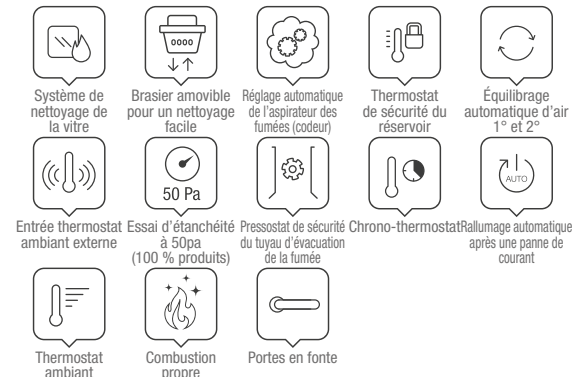 Système de
nettoyage de
la vitre
Brasier amovible
pour un nettoyage
facile
Réglage automatique
de l'aspirateur des
fumées (codeur)
Thermostat
de sécurité du
réservoir
Équilibrage
automatique d'air
1° et 2°
50 Pa
AUTO
Entrée thermostat
ambiant externe
Essai d'étanchéité
à 50pa
(100 % produits)
Pressostat de sécurité
du tuyau d'évacuation
de la fumée
Chrono-thermostat
Rallumage automatique
après une panne de
courant
Thermostat
ambiant
Combustion
propre
Portes en fonte